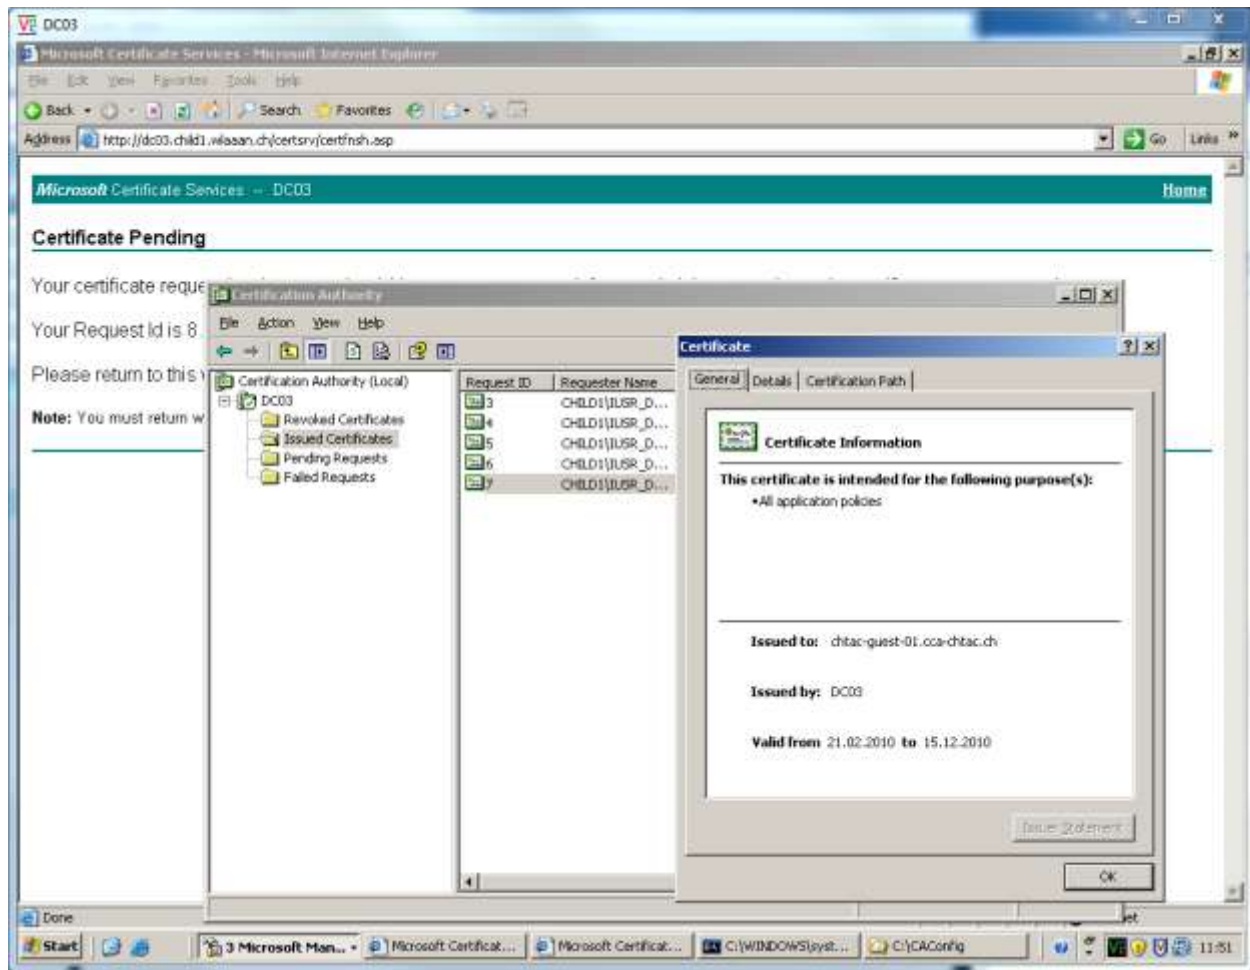 DC03
Microsoft Certificate Services - Microsoft Internet Explorer
File Edit View Favorites Tools Help
Back Search Favorites
Address http://dc03.child1.wlaaan.ch/certsrv/certfnsh.asp Go Links
Microsoft Certificate Services -- DC03 Home
Certificate Pending
Your certificate reque
Your Request Id is 8
Please return to this
Note: You must return w
Certification Authority
File Action View Help
Certification Authority (Local)
DC03
Revoked Certificates
Issued Certificates
Pending Requests
Failed Requests
Request ID Requester Name
3 CHILD1\IUSR_D...
4 CHILD1\IUSR_D...
5 CHILD1\IUSR_D...
6 CHILD1\IUSR_D...
7 CHILD1\IUSR_D...
Certificate
General Details Certification Path
Certificate Information
This certificate is intended for the following purpose(s):
•All application policies
Issued to: chtac-guest-01.cca-chtac.ch
Issued by: DC03
Valid from 21.02.2010 to 15.12.2010
Issuer Statement
OK
Done
Start 3 Microsoft Man... Microsoft Certificat... Microsoft Certificat... C:\WINDOWS\syst... C:\CAConfig 11:51